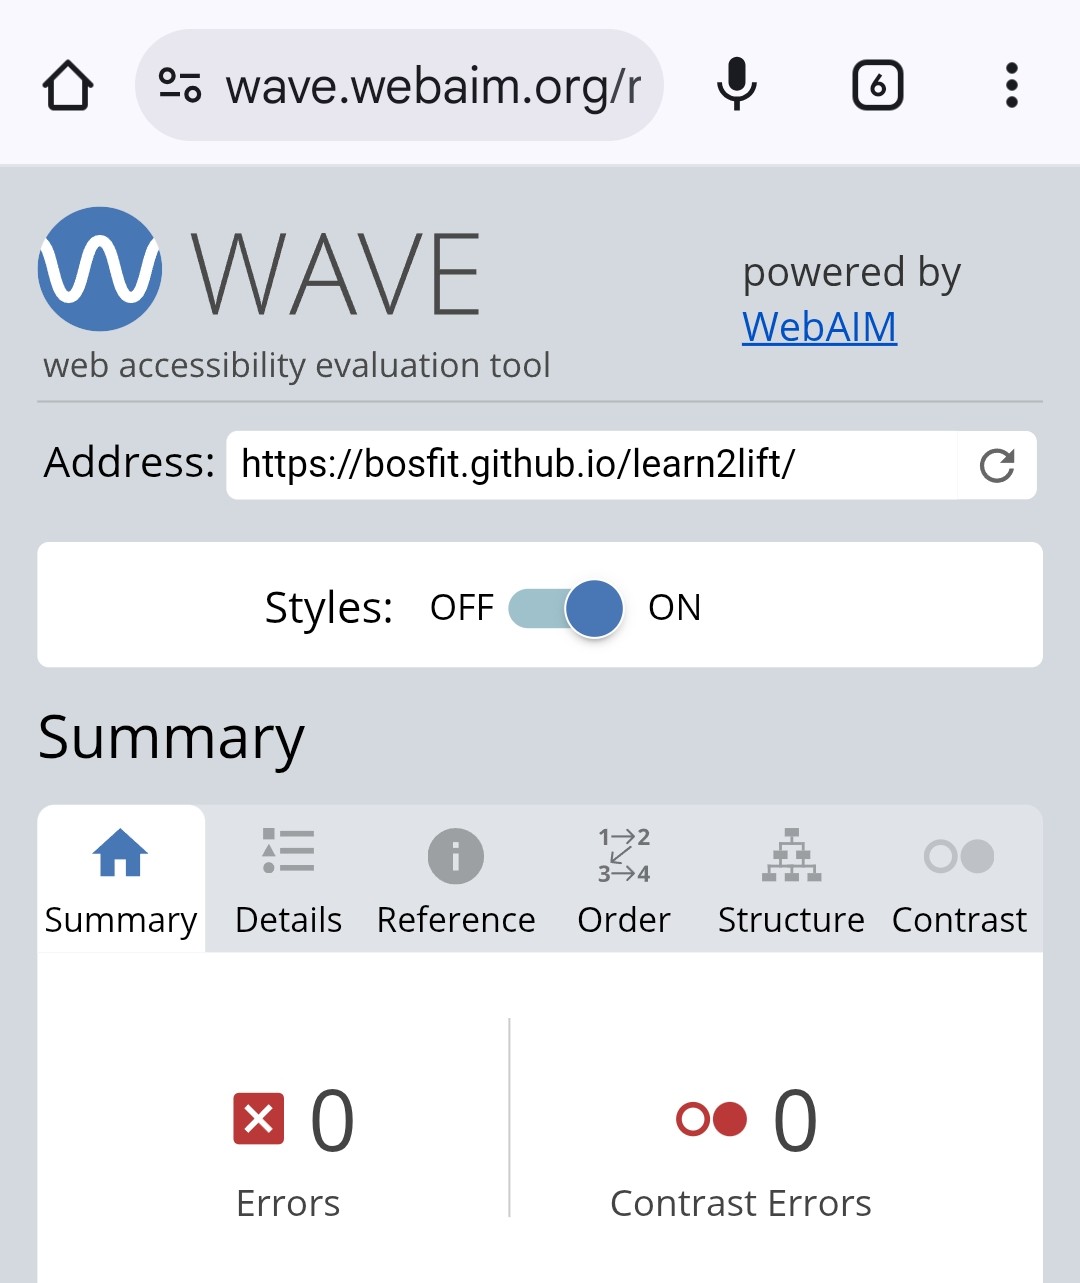 wave.webaim.org/r
6
WAVE
web accessibility evaluation tool
powered by
WebAIM
Address: https://bosfit.github.io/learn2lift/
Styles: OFF ON
Summary
Summary Details Reference 1→2 3→4 Order Structure Contrast
0 0
Errors Contrast Errors